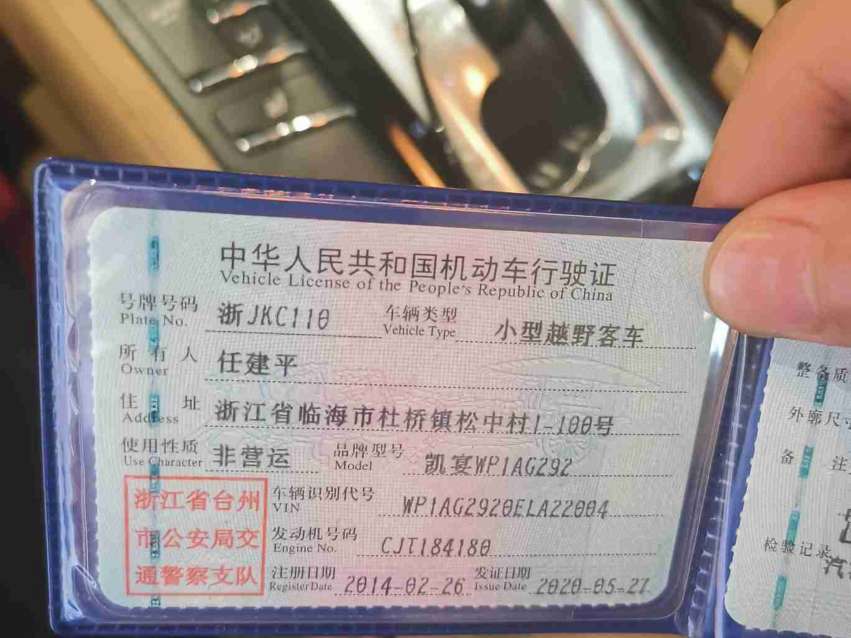 中华人民共和国机动车行驶证
Vehicle License of the People's Republic of China
号牌号码 浙JKC110 车辆类型 小型越野客车
Plate No. Vehicle Type
所有人 任建平
Owner
住址 浙江省临海市杜桥镇松中村1-100号
Address
使用性质 非营运 品牌型号 凯宴WP1AG292
Use Character Model
浙江省台州
市公安局交
通警察支队
车辆识别代号 WP1AG2920ELA22004
VIN
发动机号码 CJT184180
Engine No.
注册日期 2014-02-26 发证日期 2020-05-27
Register Date Issue Date
整备质
外廓尺
备 注
检验记录
汽